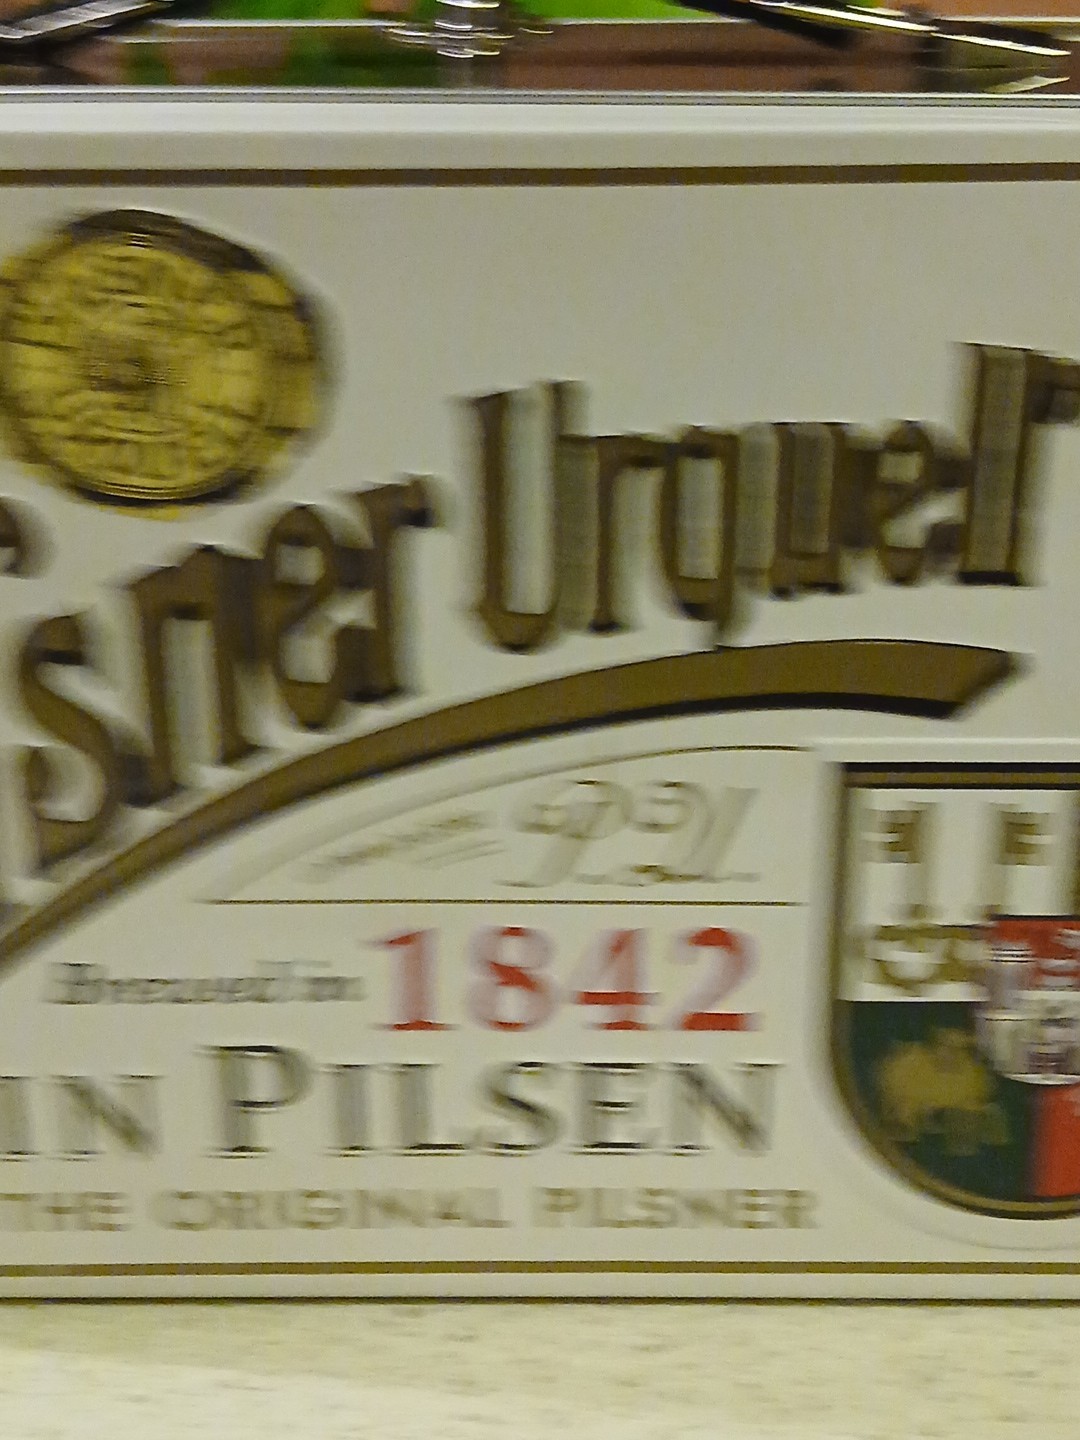 sner Urquell
1842
IN PILSEN
THE ORIGINAL PILSNER